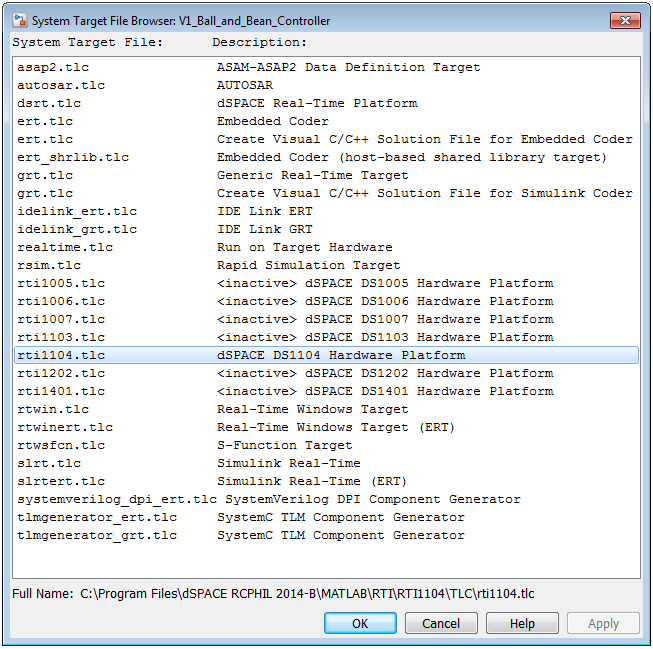 System Target File Browser: V1_Ball_and_Bean_Controller
System Target File: Description:
asap2.tlc ASAM-ASAP2 Data Definition Target
autosar.tlc AUTOSAR
dsrt.tlc dSPACE Real-Time Platform
ert.tlc Embedded Coder
ert.tlc Create Visual C/C++ Solution File for Embedded Coder
ert_shrlib.tlc Embedded Coder (host-based shared library target)
grt.tlc Generic Real-Time Target
grt.tlc Create Visual C/C++ Solution File for Simulink Coder
idelink_ert.tlc IDE Link ERT
idelink_grt.tlc IDE Link GRT
realtime.tlc Run on Target Hardware
rsim.tlc Rapid Simulation Target
rti1005.tlc <inactive> dSPACE DS1005 Hardware Platform
rti1006.tlc <inactive> dSPACE DS1006 Hardware Platform
rti1007.tlc <inactive> dSPACE DS1007 Hardware Platform
rti1103.tlc <inactive> dSPACE DS1103 Hardware Platform
rti1104.tlc dSPACE DS1104 Hardware Platform
rti1202.tlc <inactive> dSPACE DS1202 Hardware Platform
rti1401.tlc <inactive> dSPACE DS1401 Hardware Platform
rtwin.tlc Real-Time Windows Target
rtwinert.tlc Real-Time Windows Target (ERT)
rtwsfcn.tlc S-Function Target
slrt.tlc Simulink Real-Time
slrtert.tlc Simulink Real-Time (ERT)
systemverilog_dpi_ert.tlc SystemVerilog DPI Component Generator
tlmgenerator_ert.tlc SystemC TLM Component Generator
tlmgenerator_grt.tlc SystemC TLM Component Generator
Full Name: C:\Program Files\dSPACE RCPHIL 2014-B\MATLAB\RTI\RTI1104\TLC\rti1104.tlc
OK Cancel Help Apply